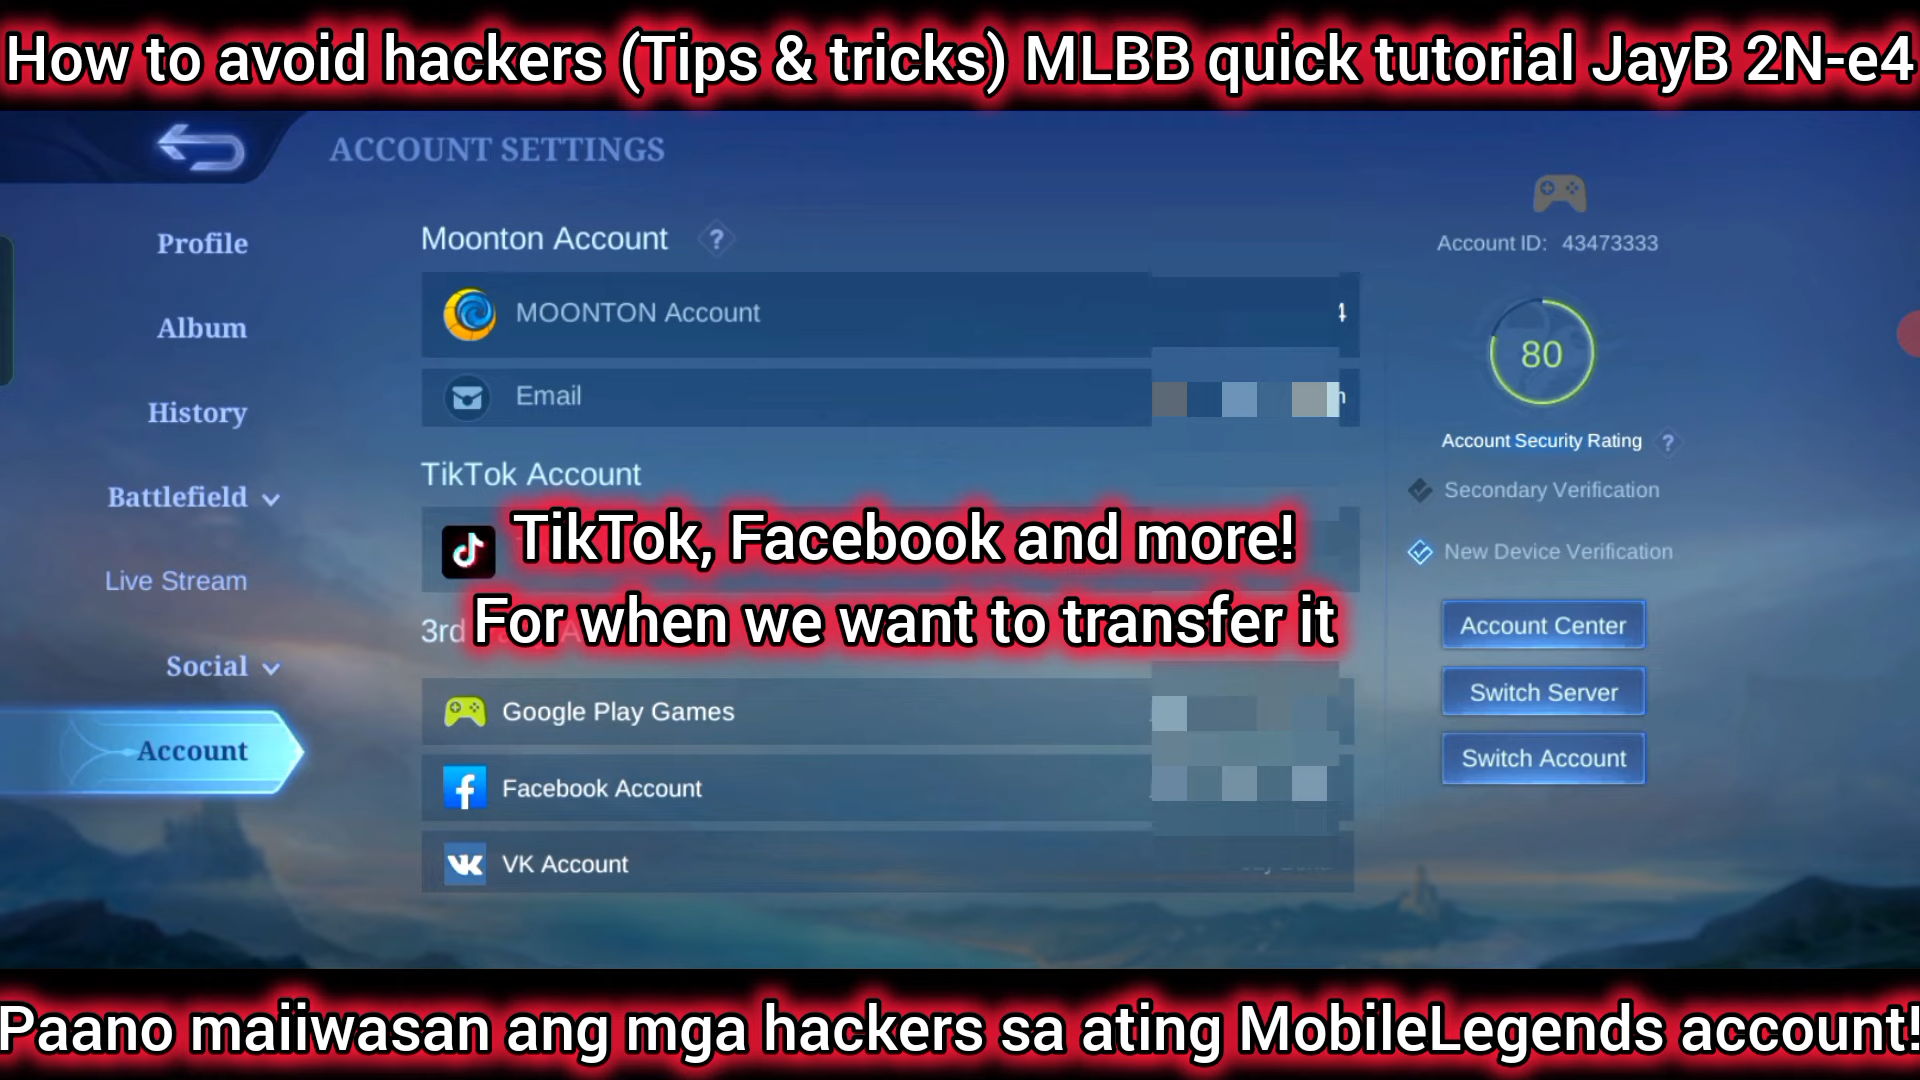 How to avoid hackers (Tips & tricks) MLBB quick tutorial JayB 2N-e4
ACCOUNT SETTINGS
Profile
Album
History
Battlefield
Live Stream
Social
Account
Moonton Account ?
MOONTON Account
4
Email
TikTok Account
TikTok, Facebook and more!
For when we want to transfer it
3rd
Google Play Games
Facebook Account
VK Account
Account ID: 43473333
80
Account Security Rating ?
Secondary Verification
New Device Verification
Account Center
Switch Server
Switch Account
Paano maiiwasan ang mga hackers sa ating MobileLegends account!